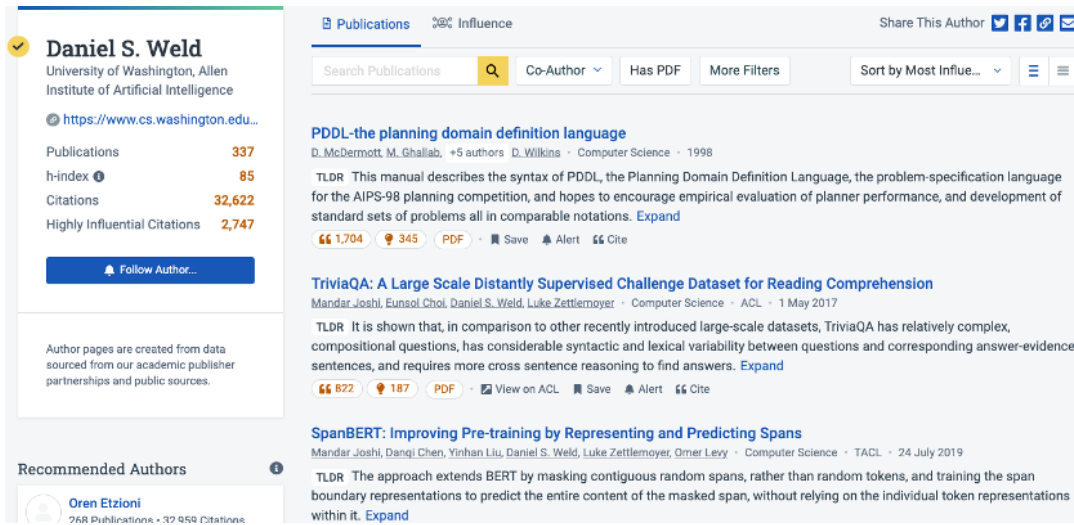 Daniel S. Weld
University of Washington, Allen
Institute of Artificial Intelligence
https://www.cs.washington.edu...
Publications 337
h-index 85
Citations 32,622
Highly Influential Citations 2,747
Follow Author...
Author pages are created from data
sourced from our academic publisher
partnerships and public sources.
Recommended Authors
Oren Etzioni
268 Publications • 32,959 Citations
Publications Influence
Share This Author
Search Publications Co-Author Has PDF More Filters Sort by Most Influe...
PDDL-the planning domain definition language
D. McDermott, M. Ghallab, +5 authors D. Wilkins • Computer Science • 1998
TLDR This manual describes the syntax of PDDL, the Planning Domain Definition Language, the problem-specification language
for the AIPS-98 planning competition, and hopes to encourage empirical evaluation of planner performance, and development of
standard sets of problems all in comparable notations. Expand
1,704 345 PDF • Save Alert Cite
TriviaQA: A Large Scale Distantly Supervised Challenge Dataset for Reading Comprehension
Mandar Joshi, Eunsol Choi, Daniel S. Weld, Luke Zettlemoyer • Computer Science • ACL • 1 May 2017
TLDR It is shown that, in comparison to other recently introduced large-scale datasets, TriviaQA has relatively complex,
compositional questions, has considerable syntactic and lexical variability between questions and corresponding answer-evidence
sentences, and requires more cross sentence reasoning to find answers. Expand
822 187 PDF • View on ACL Save Alert Cite
SpanBERT: Improving Pre-training by Representing and Predicting Spans
Mandar Joshi, Danqi Chen, Yinhan Liu, Daniel S. Weld, Luke Zettlemoyer, Omer Levy • Computer Science • TACL • 24 July 2019
TLDR The approach extends BERT by masking contiguous random spans, rather than random tokens, and training the span
boundary representations to predict the entire content of the masked span, without relying on the individual token representations
within it. Expand